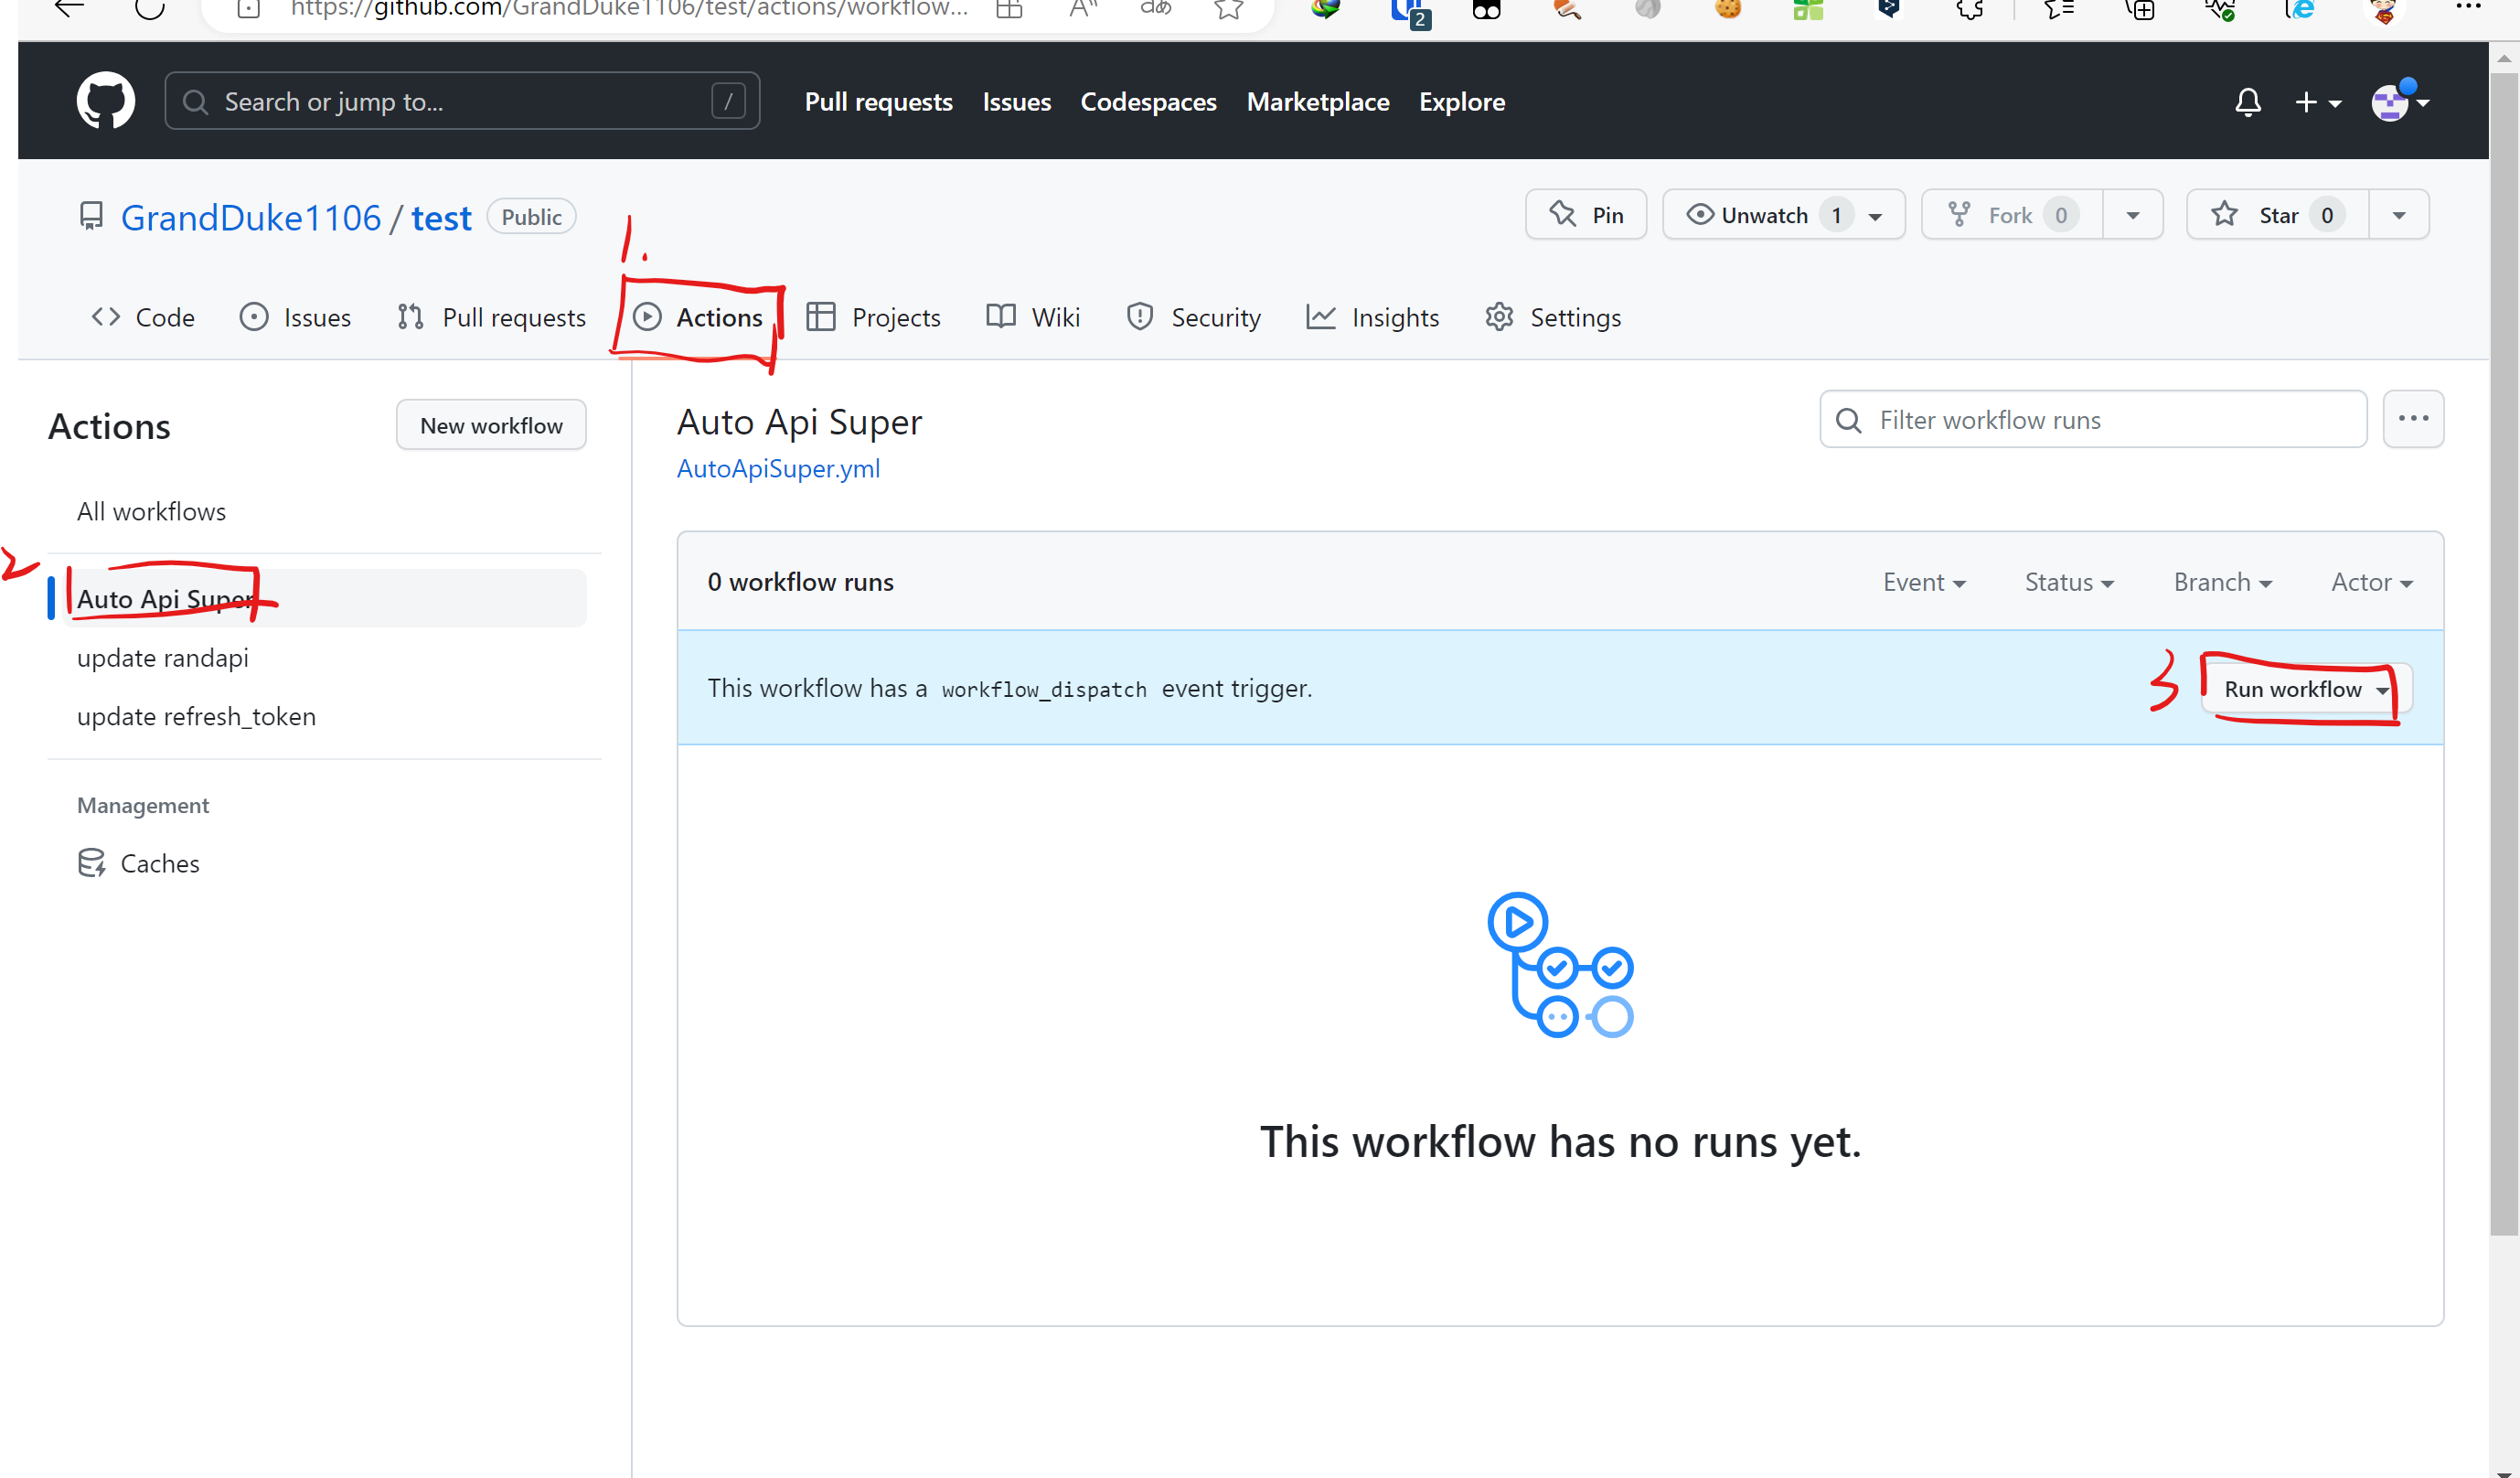 https://github.com/GrandDuke1106/test/actions/workflow...
2
Search or jump to... /
Pull requests Issues Codespaces Marketplace Explore
GrandDuke1106 / test Public
Pin Unwatch 1 Fork 0 Star 0
1.
Code Issues Pull requests Actions Projects Wiki Security Insights Settings
Actions New workflow
All workflows
2
Auto Api Super
update randapi
update refresh_token
Management
Caches
Auto Api Super
AutoApiSuper.yml
Filter workflow runs
0 workflow runs
Event Status Branch Actor
This workflow has a workflow_dispatch event trigger.
3 Run workflow
This workflow has no runs yet.